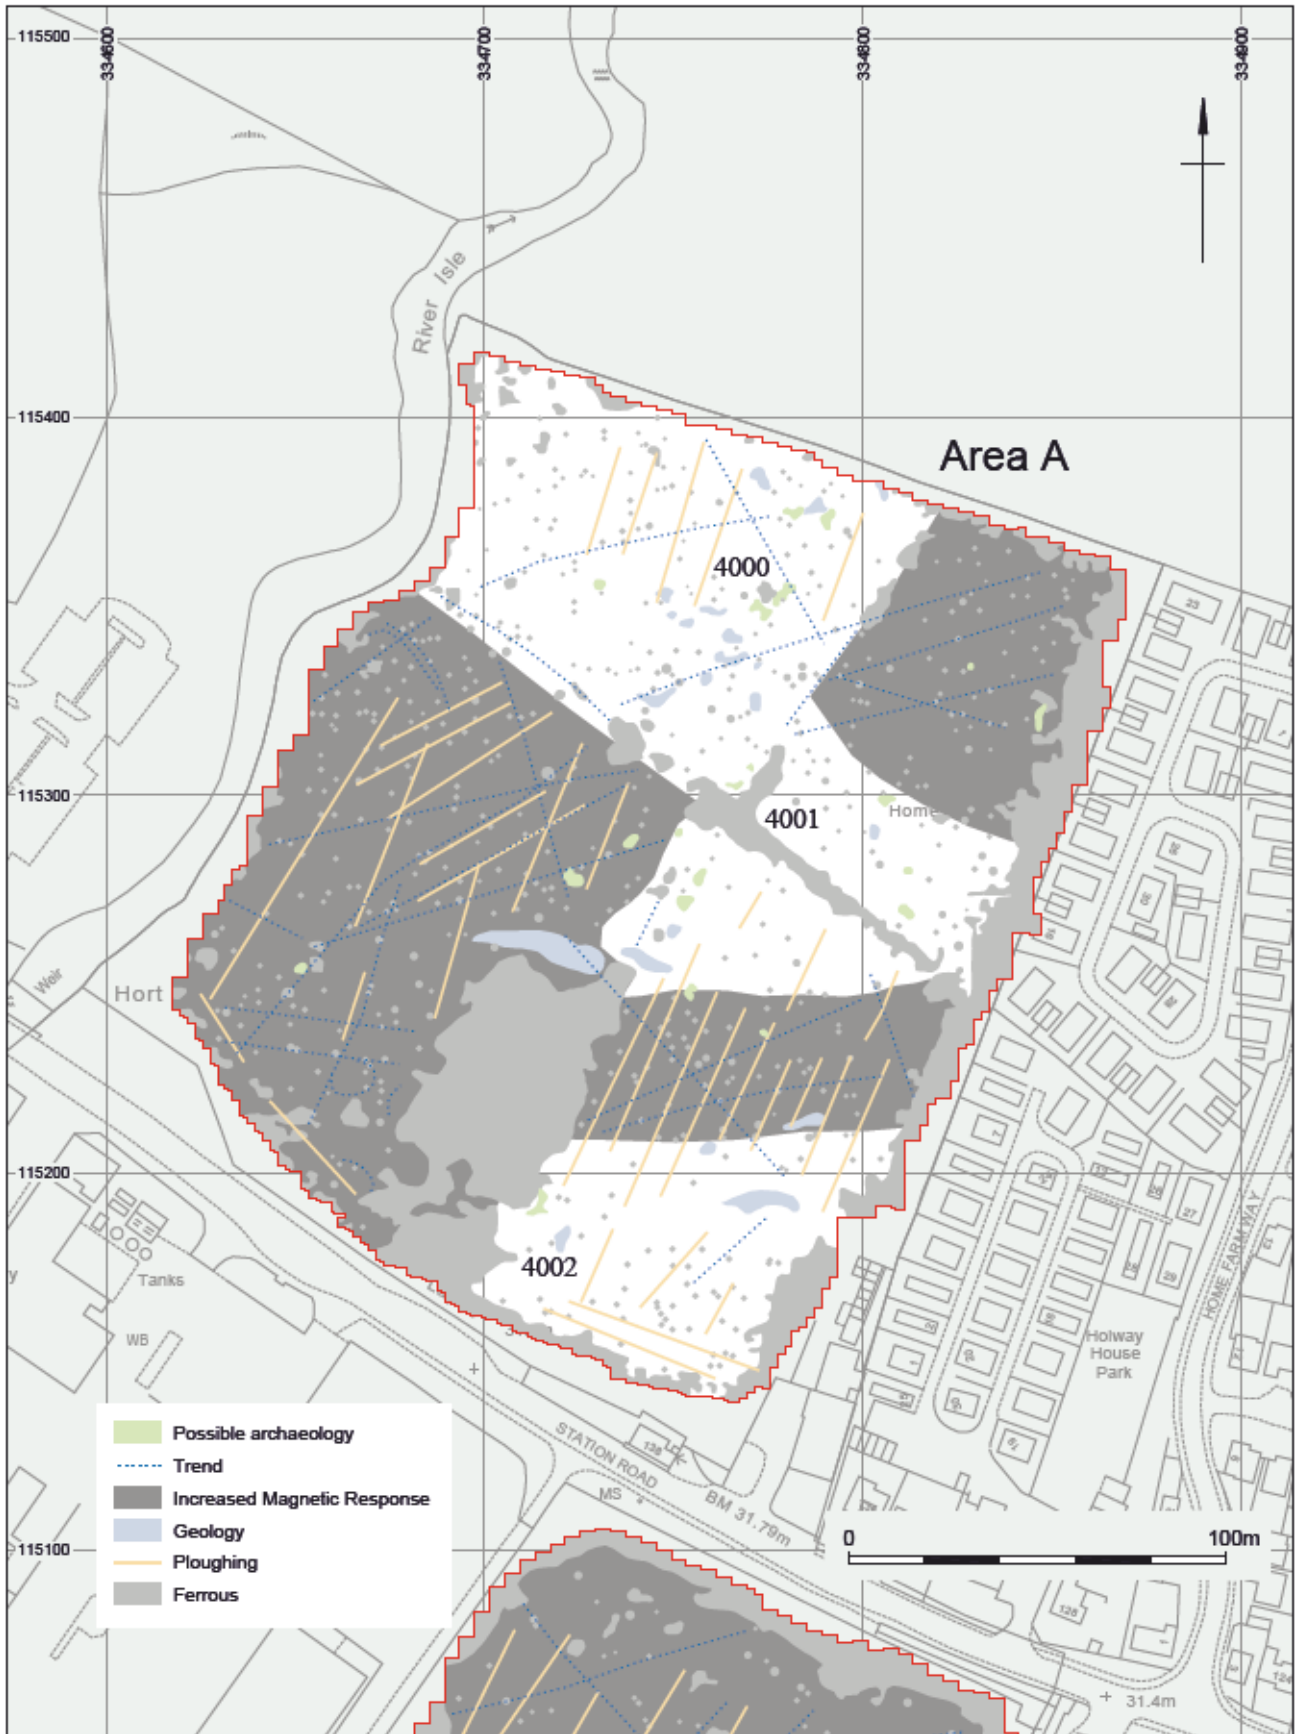 115500
334600
334700
334800
334900
River Isle
115400
Area A
4000
23
115300
4001
Home
Weir
Hort
115200
4002
Tanks
WB
HOME FARM WAY
Holway
House
Park
27
Possible archaeology
Trend
Increased Magnetic Response
Geology
Ploughing
Ferrous
STATION ROAD
MS
BM 31.79m
0
100m
115100
31.4m